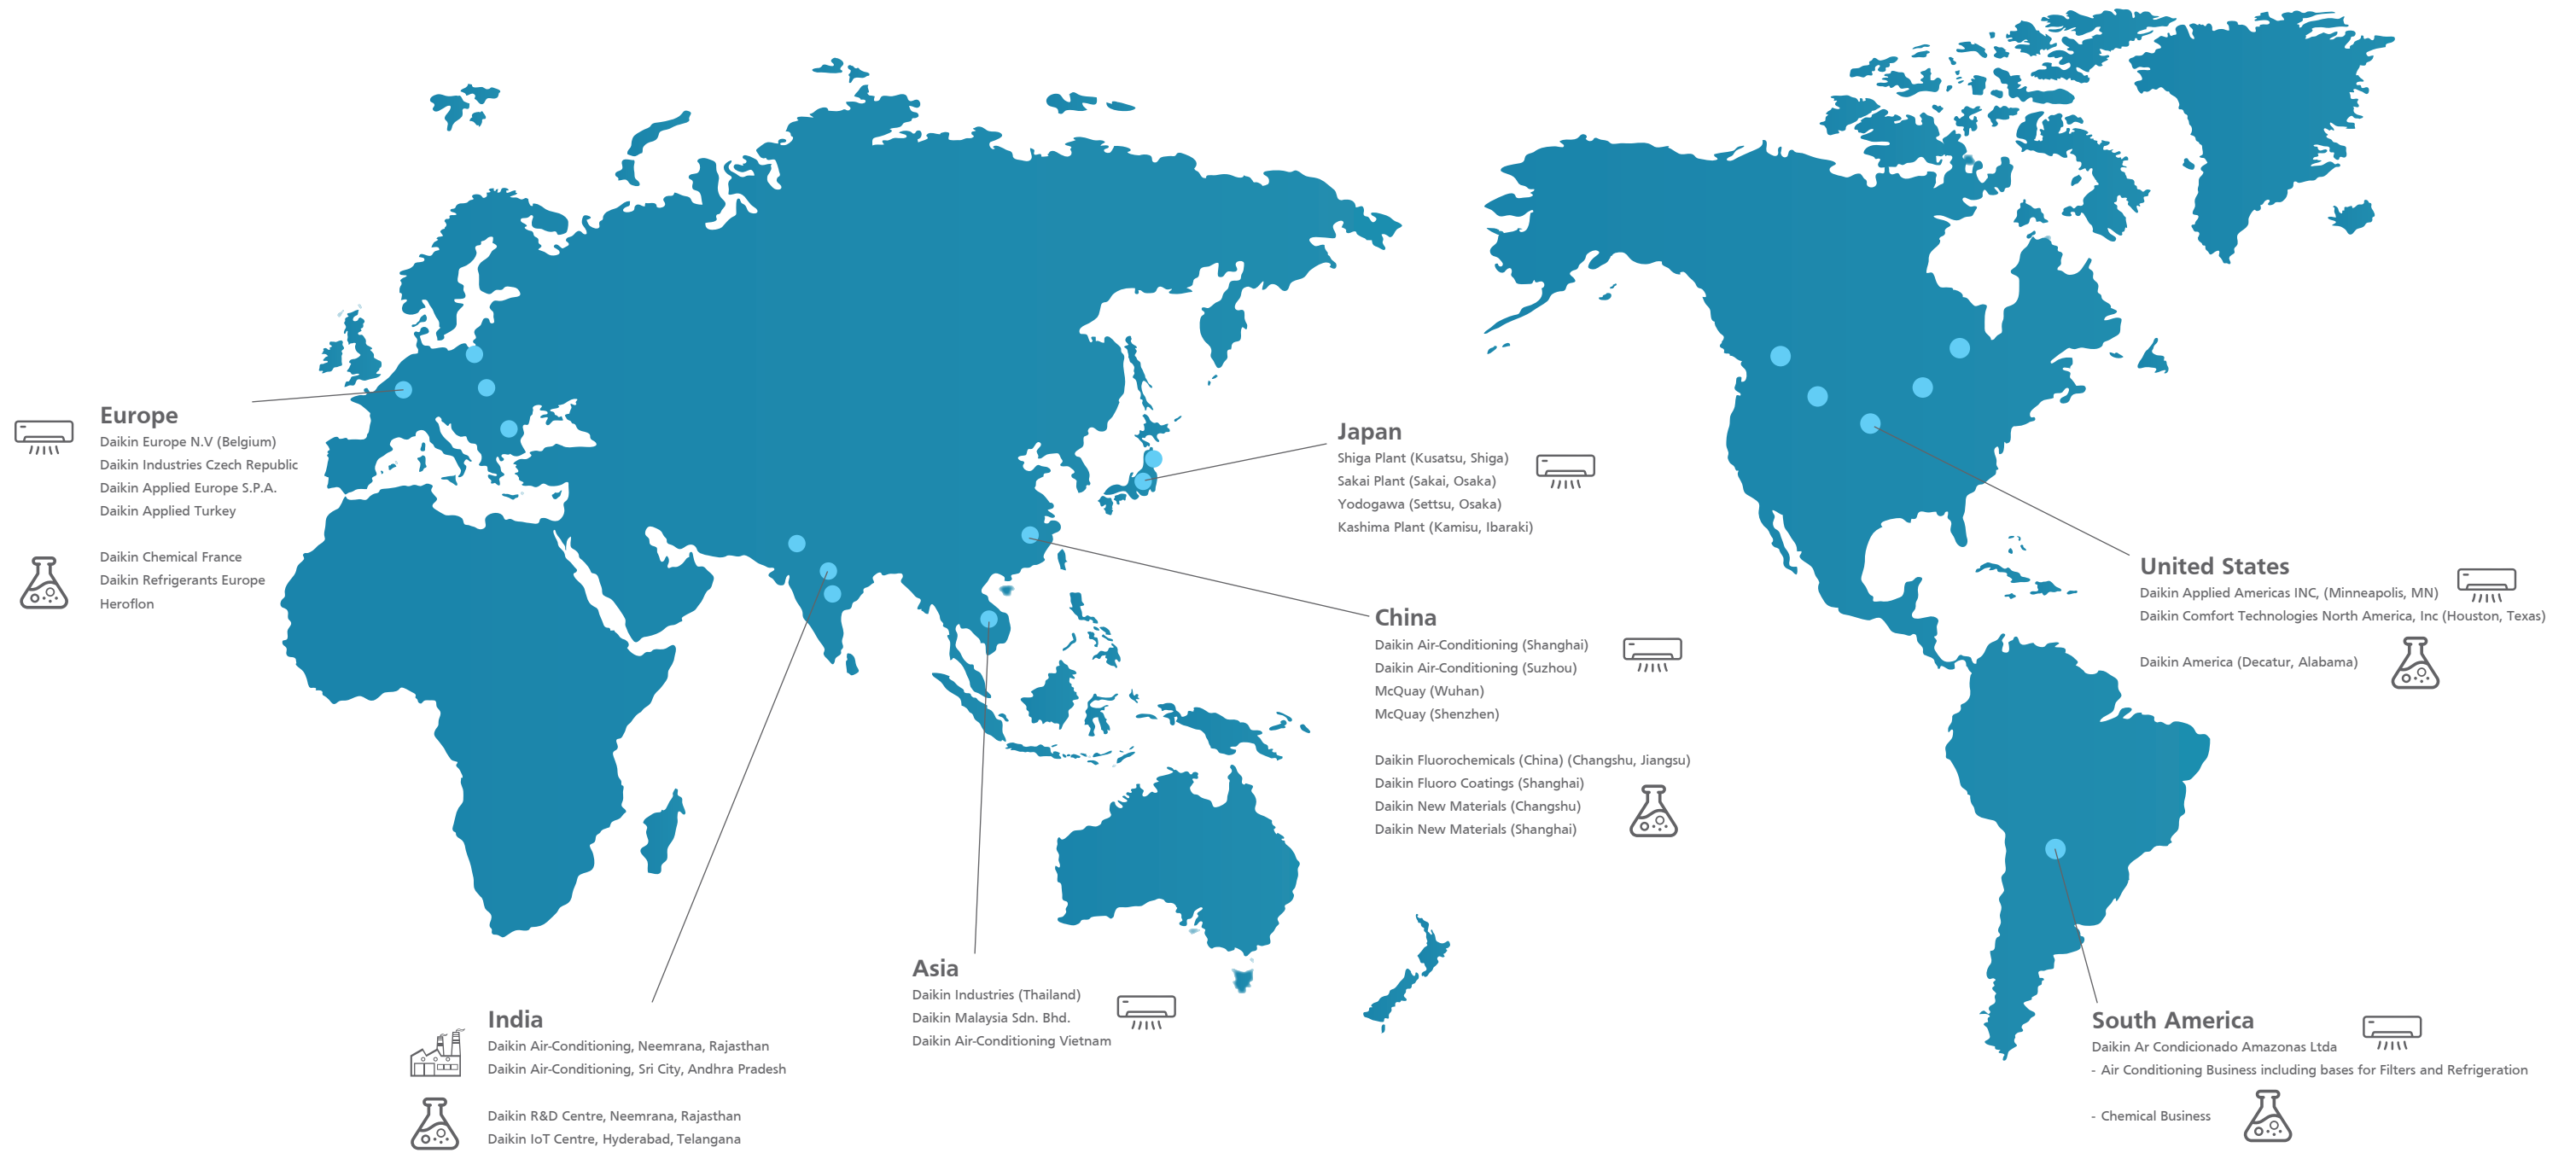 Europe
Daikin Europe N.V (Belgium)
Daikin Industries Czech Republic
Daikin Applied Europe S.P.A.
Daikin Applied Turkey
Daikin Chemical France
Daikin Refrigerants Europe
Heroflon
Japan
Shiga Plant (Kusatsu, Shiga)
Sakai Plant (Sakai, Osaka)
Yodogawa (Settsu, Osaka)
Kashima Plant (Kamisu, Ibaraki)
China
Daikin Air-Conditioning (Shanghai)
Daikin Air-Conditioning (Suzhou)
McQuay (Wuhan)
McQuay (Shenzhen)
Daikin Fluorochemicals (China) (Changshu, Jiangsu)
Daikin Fluoro Coatings (Shanghai)
Daikin New Materials (Changshu)
Daikin New Materials (Shanghai)
United States
Daikin Applied Americas INC, (Minneapolis, MN)
Daikin Comfort Technologies North America, Inc (Houston, Texas)
Daikin America (Decatur, Alabama)
India
Daikin Air-Conditioning, Neemrana, Rajasthan
Daikin Air-Conditioning, Sri City, Andhra Pradesh
Daikin R&D Centre, Neemrana, Rajasthan
Daikin IoT Centre, Hyderabad, Telangana
Asia
Daikin Industries (Thailand)
Daikin Malaysia Sdn. Bhd.
Daikin Air-Conditioning Vietnam
South America
Daikin Ar Condicionado Amazonas Ltda
- Air Conditioning Business including bases for Filters and Refrigeration
- Chemical Business